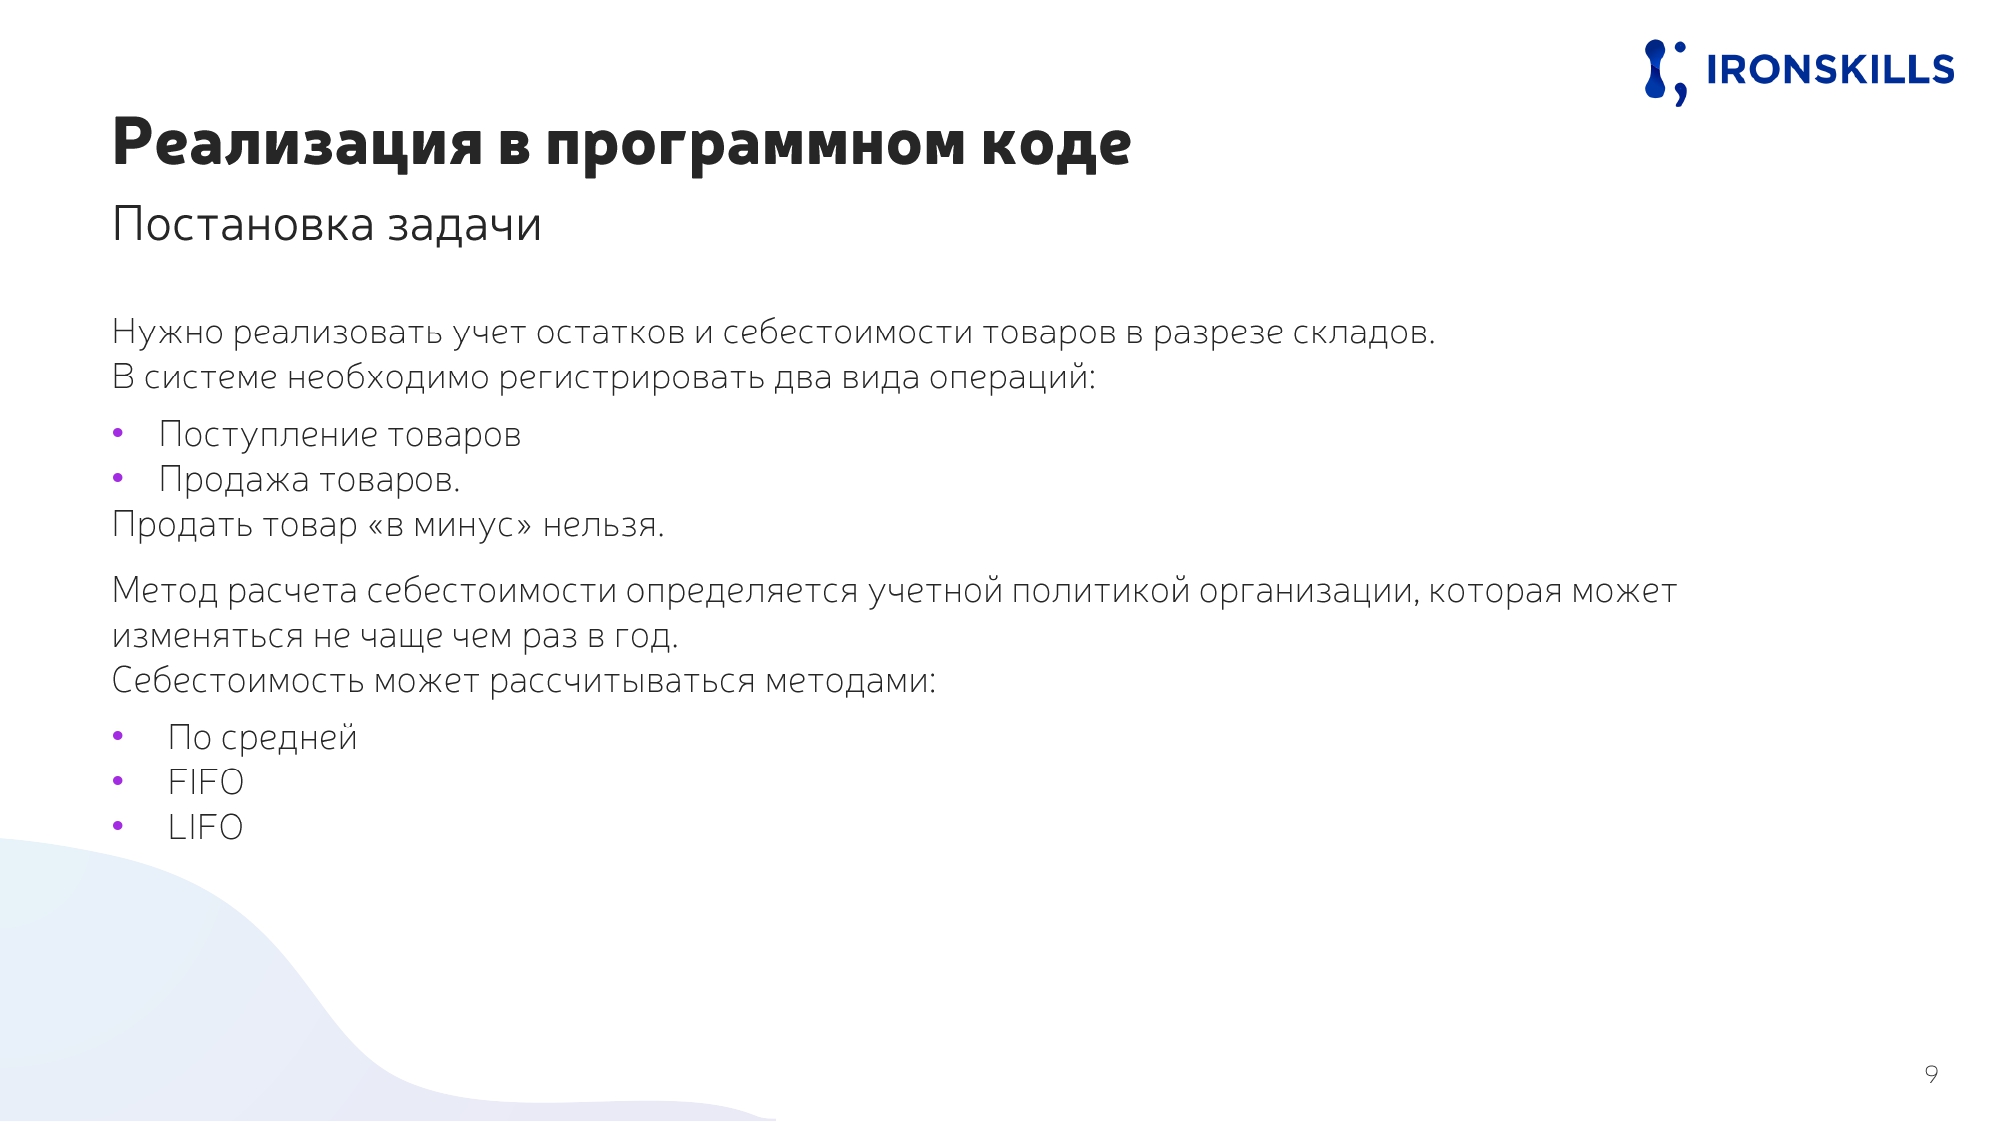 IRONSKILLS
Реализация в программном коде
Постановка задачи
Нужно реализовать учет остатков и себестоимости товаров в разрезе складов.
В системе необходимо регистрировать два вида операций:
• Поступление товаров
• Продажа товаров.
Продать товар «в минус» нельзя.
Метод расчета себестоимости определяется учетной политикой организации, которая может
изменяться не чаще чем раз в год.
Себестоимость может рассчитываться методами:
• По средней
• FIFO
• LIFO
9